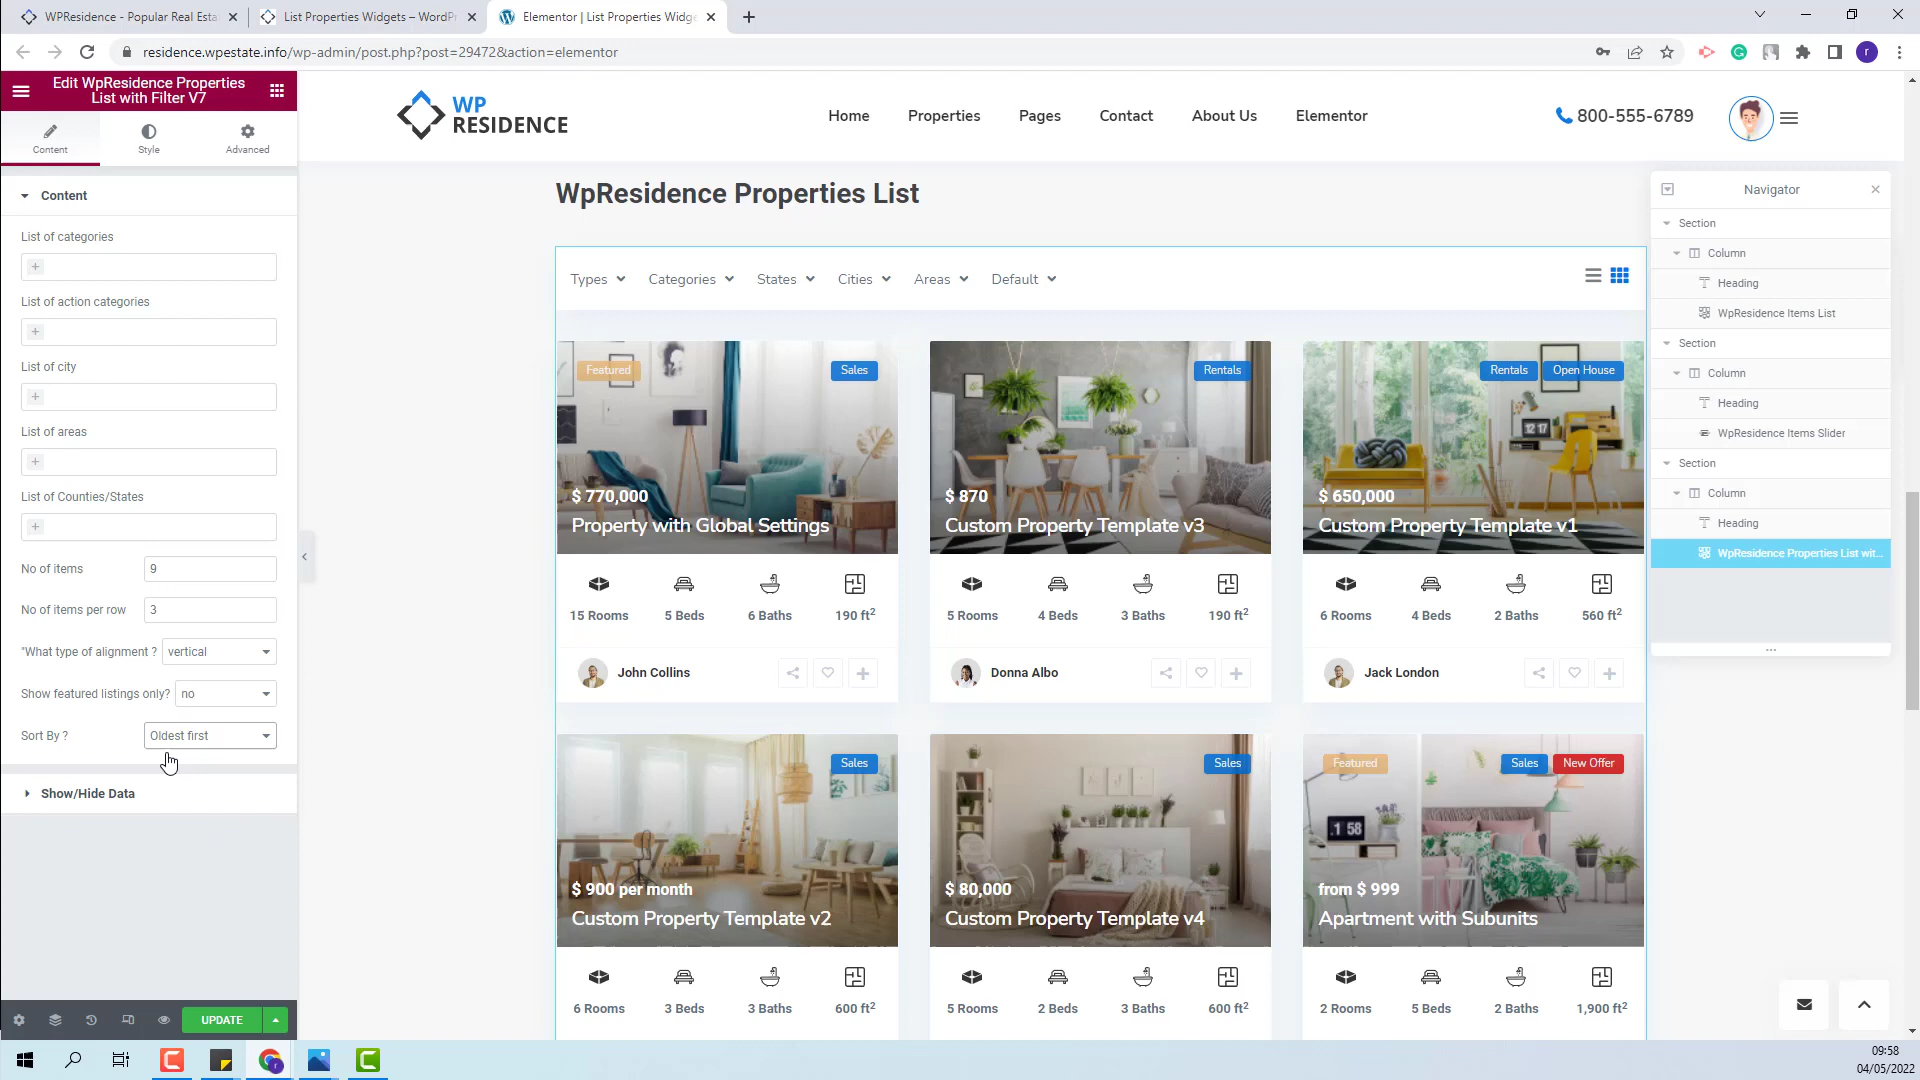 WPResidence - Popular Real Esta
List Properties Widgets – WordPr
Elementor | List Properties Widge
residence.wpestate.info/wp-admin/post.php?post=29472&action=elementor
Edit WpResidence Properties
List with Filter V7
Content
Style
Advanced
Content
List of categories
List of action categories
List of city
List of areas
List of Counties/States
No of items
9
No of items per row
3
"What type of alignment ?
vertical
Show featured listings only?
no
Sort By ?
Oldest first
Show/Hide Data
UPDATE
WP
RESIDENCE
Home
Properties
Pages
Contact
About Us
Elementor
800-555-6789
WpResidence Properties List
Types
Categories
States
Cities
Areas
Default
Featured
Sales
$ 770,000
Property with Global Settings
15 Rooms
5 Beds
6 Baths
190 ft²
John Collins
Rentals
$ 870
Custom Property Template v3
5 Rooms
4 Beds
3 Baths
190 ft²
Donna Albo
Rentals
Open House
12 17
$ 650,000
Custom Property Template v1
6 Rooms
4 Beds
2 Baths
560 ft²
Jack London
Sales
$ 900 per month
Custom Property Template v2
6 Rooms
3 Beds
3 Baths
600 ft²
Sales
$ 80,000
Custom Property Template v4
5 Rooms
2 Beds
3 Baths
600 ft²
Featured
Sales
New Offer
1 58
from $ 999
Apartment with Subunits
2 Rooms
5 Beds
2 Baths
1,900 ft²
Navigator
Section
Column
Heading
WpResidence Items List
Section
Column
Heading
WpResidence Items Slider
Section
Column
Heading
WpResidence Properties List wit...
09:58
04/05/2022